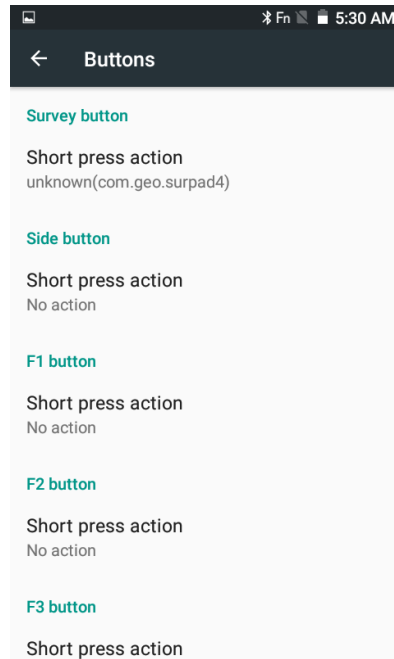 Fn 5:30 AM
Buttons
Survey button
Short press action
unknown(com.geo.surpad4)
Side button
Short press action
No action
F1 button
Short press action
No action
F2 button
Short press action
No action
F3 button
Short press action